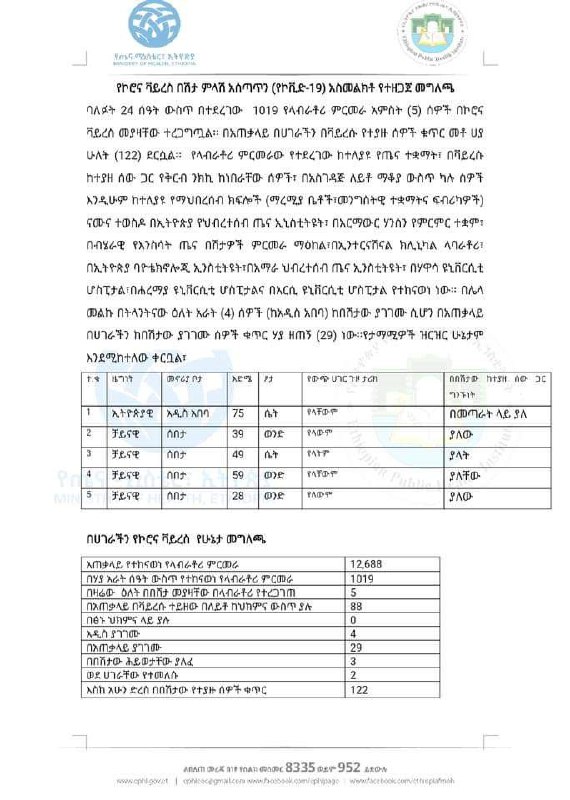 የጤና ሚኒስቴር፣ ኢትዮጵያ
MINISTRY OF HEALTH, ETHIOPIA
Ethiopian Public Health Institute
የኮሮና ቫይረስ በሽታ ምላሽ አሰጣጥን (የኮቪድ-19) አስመልክቶ የተዘጋጀ መግለጫ
ባለፉት 24 ሰዓት ውስጥ በተደረገው 1019 የላብራቶሪ ምርመራ አምስት (5) ሰዎች በኮሮና
ቫይረስ መያዛቸው ተረጋግጧል። በአጠቃላይ በሀገራችን በቫይረሱ የተያዙ ሰዎች ቁጥር መቶ ሀያ
ሁለት (122) ደርሷል። የላብራቶሪ ምርመራው የተደረገው ከተለያዩ የጤና ተቋማት፣ በቫይረሱ
ከተያዘ ሰው ጋር የቅርብ ንክኪ ከነበራቸው ሰዎች፣ በአስገዳጅ ለይቶ ማቆያ ውስጥ ካሉ ሰዎች
እንዲሁም ከተለያዩ የማህበረሰብ ክፍሎች (ማረሚያ ቤቶች፣መንግስታዊ ተቋማትና ፍብሪካዎች)
ናሙና ተወስዶ በኢትዮጵያ የህብረተሰብ ጤና ኢኒስቲትዩት፣ በአርማውር ሃንሰን የምርምር ተቋም፣
በብሄራዊ የእንስሳት ጤና በሽታዎች ምርመራ ማዕከል፣በኢንተርናሽናል ክሊኒካል ላባራቶሪ፣
በኢትዮጵያ ባዮቴክኖሎጂ ኢንስቲትዩት፣በአማራ ህብረተሰብ ጤና ኢንስቲትዩት፣ በሃዋሳ ዩኒቨርሲቲ
ሆስፒታል፣በሐረማያ ዩኒቨርሲቲ ሆስፒታልና በአርሲ ዩኒቨርሲቲ ሆስፒታል የተከናወነ ነው። በሌላ
መልኩ በትላንትናው ዕለት አራት (4) ሰዎች (ከአዲስ አበባ) ከበሽታው ያገገሙ ሲሆን በአጠቃላይ
በሀገራችን ከበሽታው ያገገሙ ሰዎች ቁጥር ሃያ ዘጠኝ (29) ነው።የታማሚዎች ዝርዝር ሁኔታም
እንደሚከተለው ቀርቧል፣
ተ.ቁ ዜግነት መኖሪያ ቦታ እድሜ ፆታ የውጭ ሀገር ጉዞ ታሪክ በበሽታው ከተያዘ ሰው ጋር
ግንኙነት
1 ኢትዮጵያዊ አዲስ አበባ 75 ሴት የላቸውም በመጣራት ላይ ያለ
2 ቻይናዊ ሰበታ 39 ወንድ የለውም ያለው
3 ቻይናዊ ሰበታ 49 ሴት የላትም ያላት
4 ቻይናዊ ሰበታ 59 ወንድ የላቸውም ያላቸው
5 ቻይናዊ ሰበታ 28 ወንድ የለውም ያለው
በሀገራችን የኮሮና ቫይረስ የሁኔታ መግለጫ
አጠቃላይ የተከናወነ የላብራቶሪ ምርመራ 12,688
በሃያ አራት ሰዓት ውስጥ የተከናወነ የላብራቶሪ ምርመራ 1019
በዛሬው ዕለት በበሽታ መያዛቸው በላብራቶሪ የተረጋገጠ 5
በአጠቃላይ በቫይረሱ ተይዘው በለይቶ ከህክምና ውስጥ ያሉ 88
በፅኑ ህክምና ላይ ያሉ 0
አዲስ ያገገሙ 4
በአጠቃላይ ያገገሙ 29
በበሽታው ሕይወታቸው ያለፈ 3
ወደ ሀገራቸው የተመለሱ 2
እስከ አሁን ድረስ በበሽታው የተያዙ ሰዎች ቁጥር 122
ለበለጠ መረጃ በነፃ የስልክ መስመር 8335 ወይም 952 ይደውሉ
www.ephi.gov.et | ephieoc@gmail.com www.facebook.com/ephipage | www.facebook.com/ethiopiafmoh